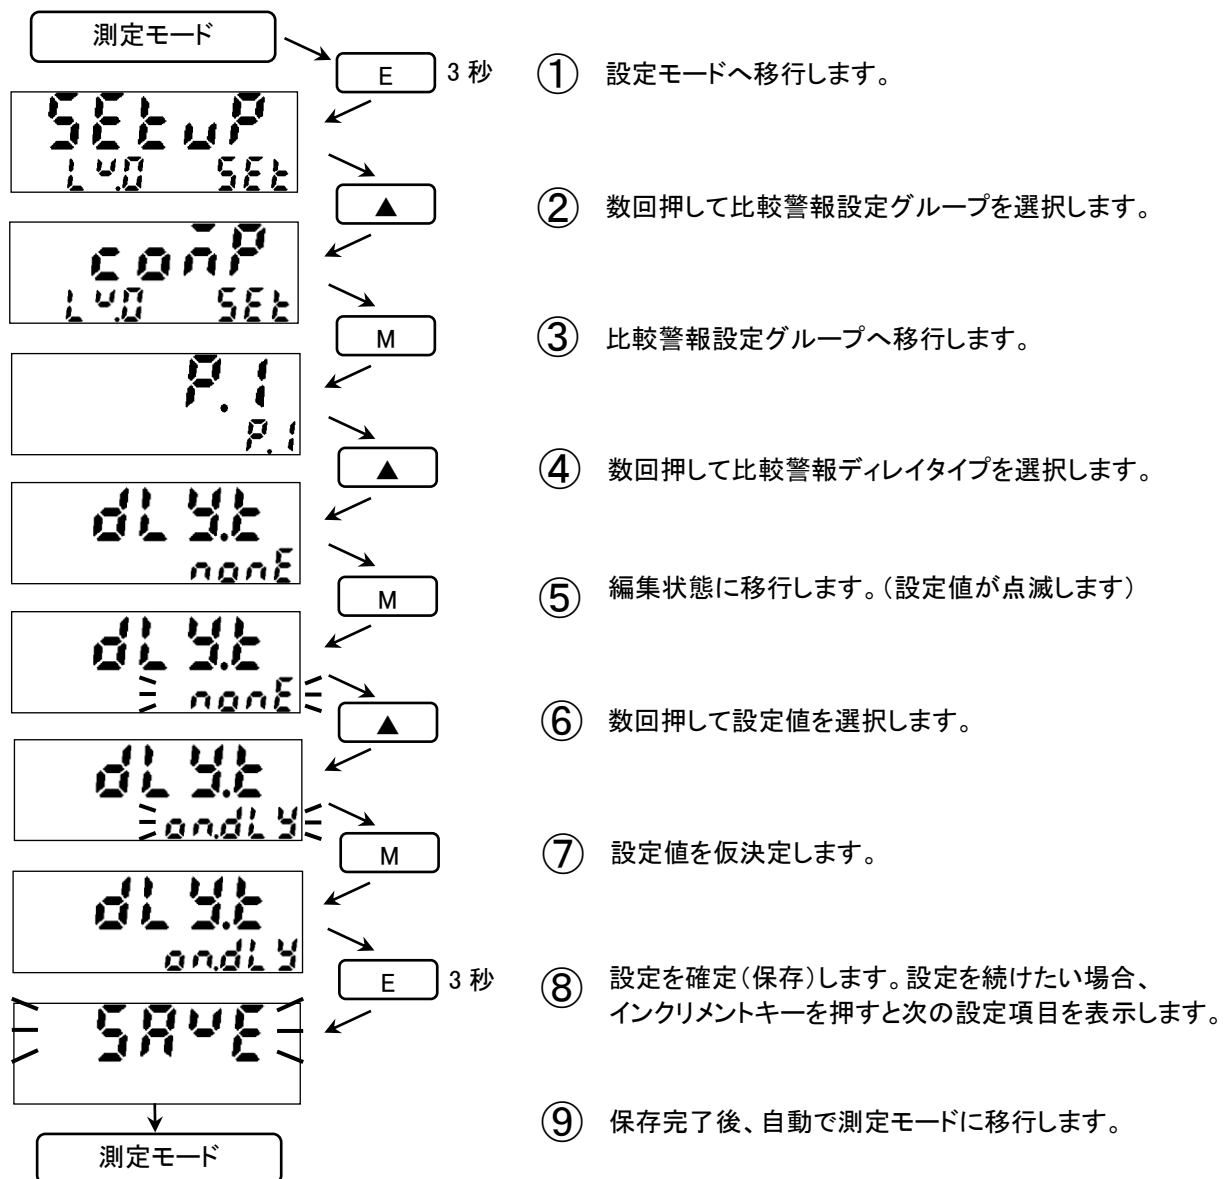 測定モード
E 3 秒 ① 設定モードへ移行します。
SEtuP
Lv.0 SEt
▲ ② 数回押して比較警報設定グループを選択します。
comP
Lv.0 SEt
M ③ 比較警報設定グループへ移行します。
P. 1
P. 1
▲ ④ 数回押して比較警報ディレイタイプを選択します。
dLY.t
nonE
M ⑤ 編集状態に移行します。(設定値が点滅します)
dLY.t
nonE
▲ ⑥ 数回押して設定値を選択します。
dLY.t
on.dLY
M ⑦ 設定値を仮決定します。
dLY.t
on.dLY
E 3 秒 ⑧ 設定を確定(保存)します。設定を続けたい場合、
インクリメントキーを押すと次の設定項目を表示します。
SAvE
⑨ 保存完了後、自動で測定モードに移行します。
測定モード